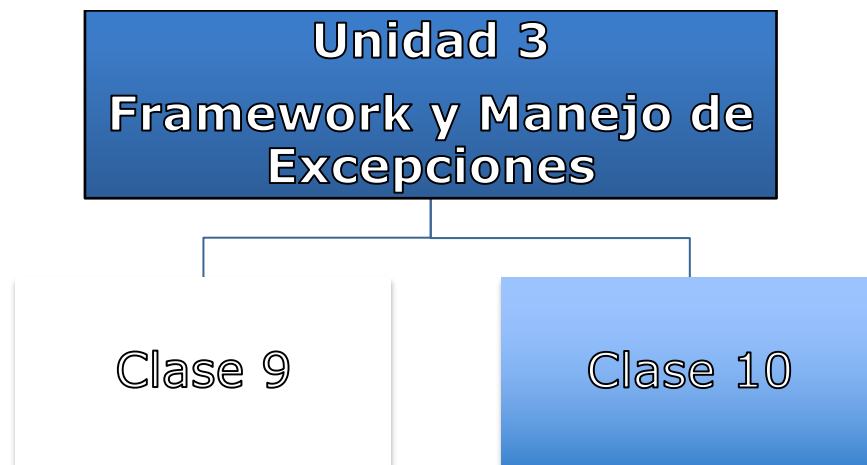 Unidad 3
Framework y Manejo de
Excepciones
Clase 9
Clase 10